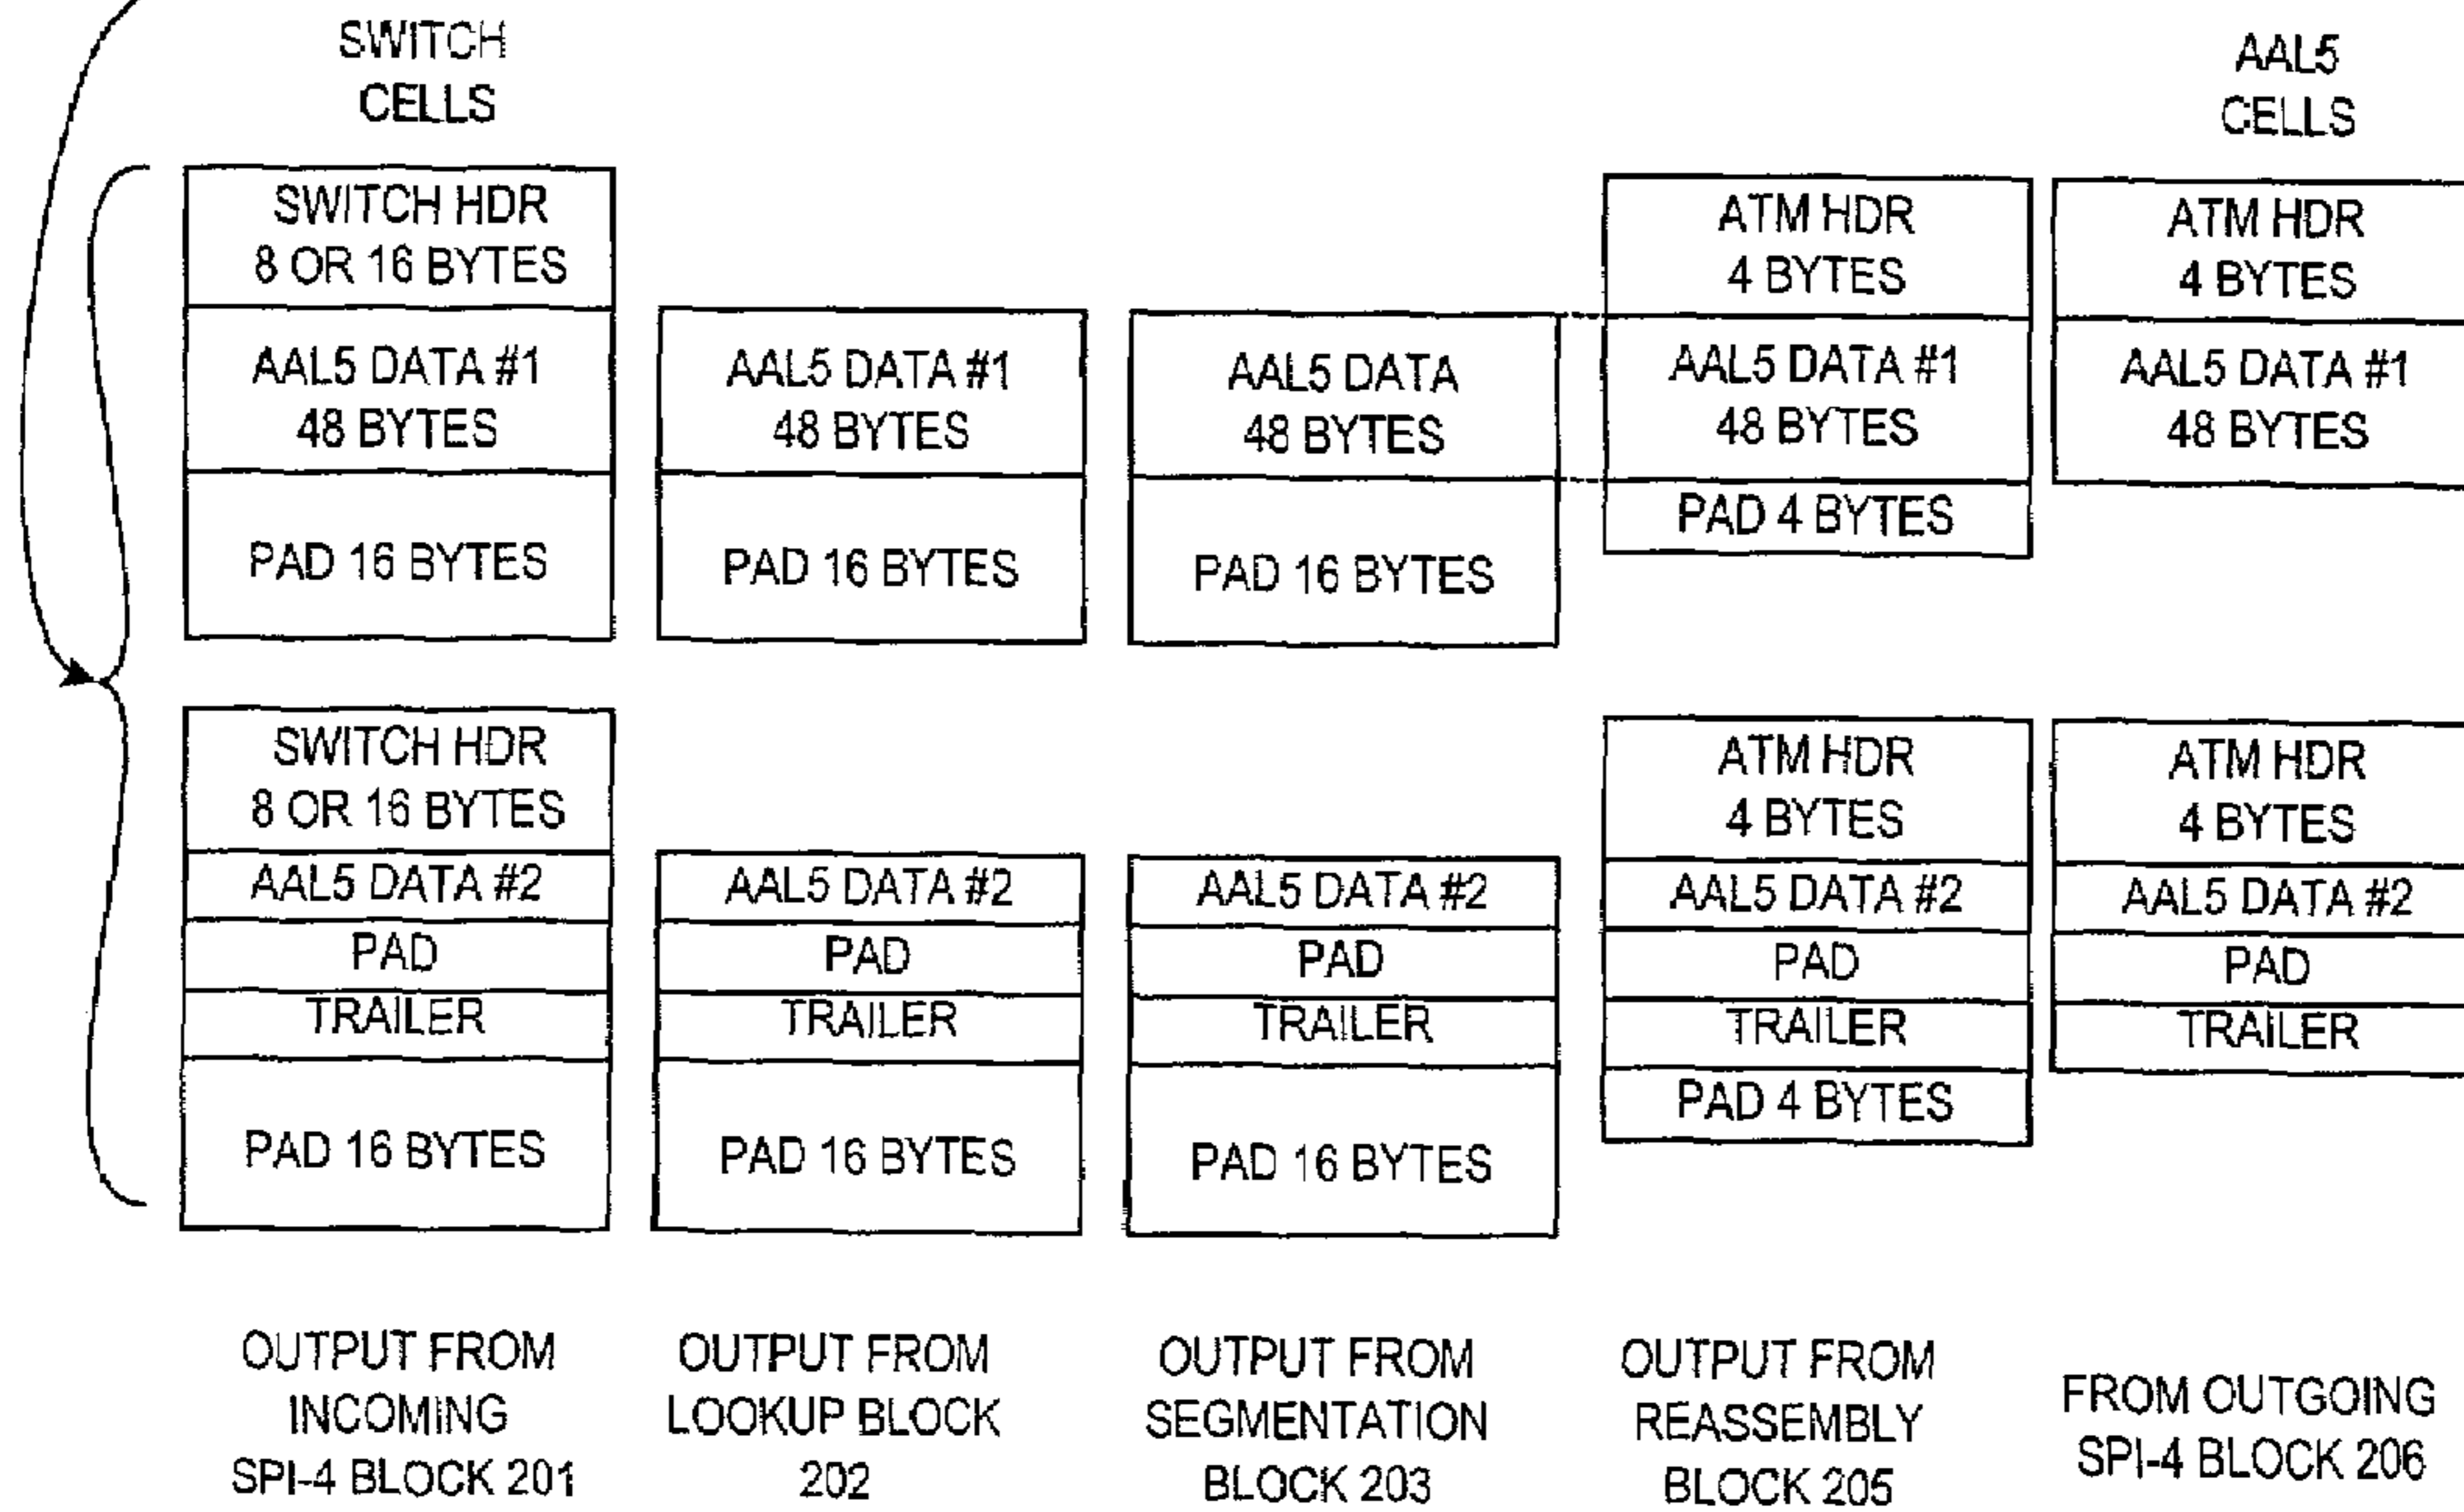 SWITCH
CELLS
AAL5
CELLS
SWITCH HDR
8 OR 16 BYTES
AAL5 DATA #1
48 BYTES
PAD 16 BYTES
AAL5 DATA #1
48 BYTES
PAD 16 BYTES
AAL5 DATA
48 BYTES
PAD 16 BYTES
ATM HDR
4 BYTES
AAL5 DATA #1
48 BYTES
PAD 4 BYTES
ATM HDR
4 BYTES
AAL5 DATA #1
48 BYTES
SWITCH HDR
8 OR 16 BYTES
AAL5 DATA #2
PAD
TRAILER
PAD 16 BYTES
AAL5 DATA #2
PAD
TRAILER
PAD 16 BYTES
AAL5 DATA #2
PAD
TRAILER
PAD 16 BYTES
ATM HDR
4 BYTES
AAL5 DATA #2
PAD
TRAILER
PAD 4 BYTES
ATM HDR
4 BYTES
AAL5 DATA #2
PAD
TRAILER
OUTPUT FROM
INCOMING
SPI-4 BLOCK 201
OUTPUT FROM
LOOKUP BLOCK
202
OUTPUT FROM
SEGMENTATION
BLOCK 203
OUTPUT FROM
REASSEMBLY
BLOCK 205
FROM OUTGOING
SPI-4 BLOCK 206